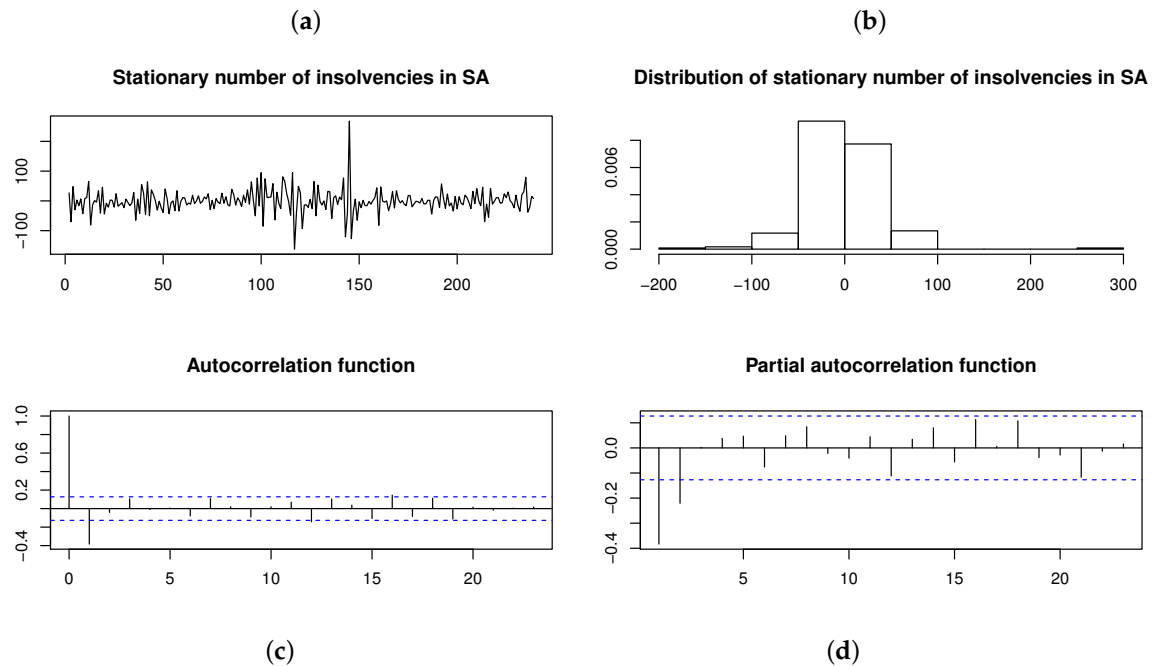 (a)
(b)
Stationary number of insolvencies in SA
−100 100
0 50 100 150 200
Distribution of stationary number of insolvencies in SA
0.000 0.006
−200 −100 0 100 200 300
Autocorrelation function
−0.4 0.2 0.6 1.0
0 5 10 15 20
Partial autocorrelation function
−0.4 −0.2 0.0
5 10 15 20
(c)
(d)